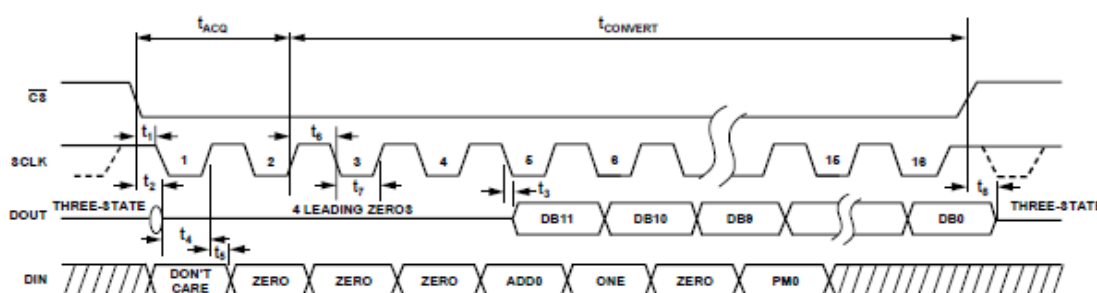 tACQ tCONVERT
CS
t1 t6
SCLK 1 2 3 4 5 6 15 16
t2 t7 t3 t8
THREE-STATE 4 LEADING ZEROS THREE-STATE
DOUT DB11 DB10 DB9 DB0
t4 t5
DIN DON'T CARE ZERO ZERO ZERO ADD0 ONE ZERO PM0